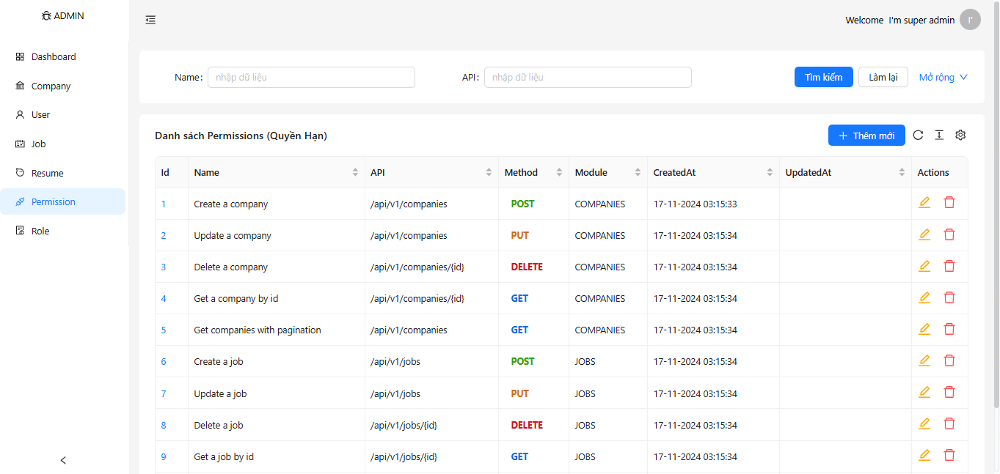 ADMIN
Welcome I'm super admin I'
Dashboard
Company
User
Job
Resume
Permission
Role
Name: nhập dữ liệu API: nhập dữ liệu Tìm kiếm Làm lại Mở rộng
Danh sách Permissions (Quyền Hạn) Thêm mới
Id Name API Method Module CreatedAt UpdatedAt Actions
1 Create a company /api/v1/companies POST COMPANIES 17-11-2024 03:15:33
2 Update a company /api/v1/companies PUT COMPANIES 17-11-2024 03:15:34
3 Delete a company /api/v1/companies/{id} DELETE COMPANIES 17-11-2024 03:15:34
4 Get a company by id /api/v1/companies/{id} GET COMPANIES 17-11-2024 03:15:34
5 Get companies with pagination /api/v1/companies GET COMPANIES 17-11-2024 03:15:34
6 Create a job /api/v1/jobs POST JOBS 17-11-2024 03:15:34
7 Update a job /api/v1/jobs PUT JOBS 17-11-2024 03:15:34
8 Delete a job /api/v1/jobs/{id} DELETE JOBS 17-11-2024 03:15:34
9 Get a job by id /api/v1/jobs/{id} GET JOBS 17-11-2024 03:15:34